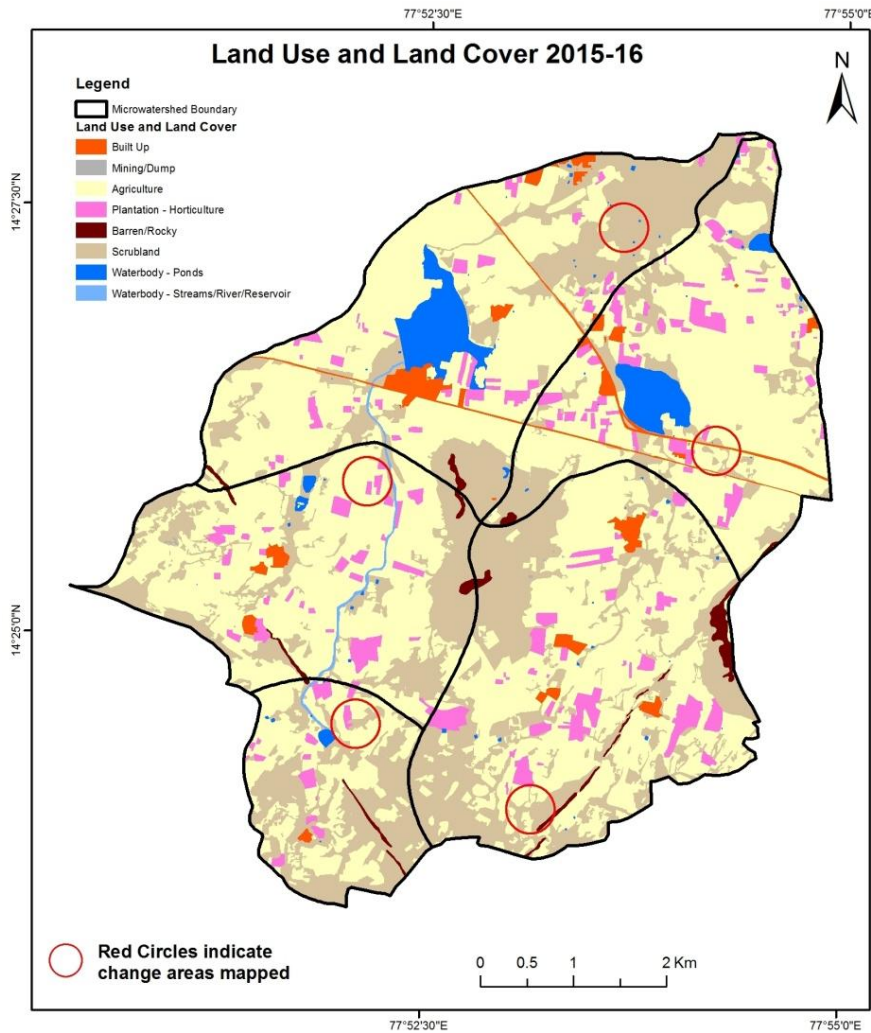 77°52'30"E
77°55'0"E
Land Use and Land Cover 2015-16
N
Legend
Microwatershed Boundary
Land Use and Land Cover
Built Up
Mining/Dump
Agriculture
Plantation - Horticulture
Barren/Rocky
Scrubland
Waterbody - Ponds
Waterbody - Streams/River/Reservoir
14°27'30"N
14°25'0"N
Red Circles indicate
change areas mapped
0 0.5 1 2 Km
77°52'30"E
77°55'0"E